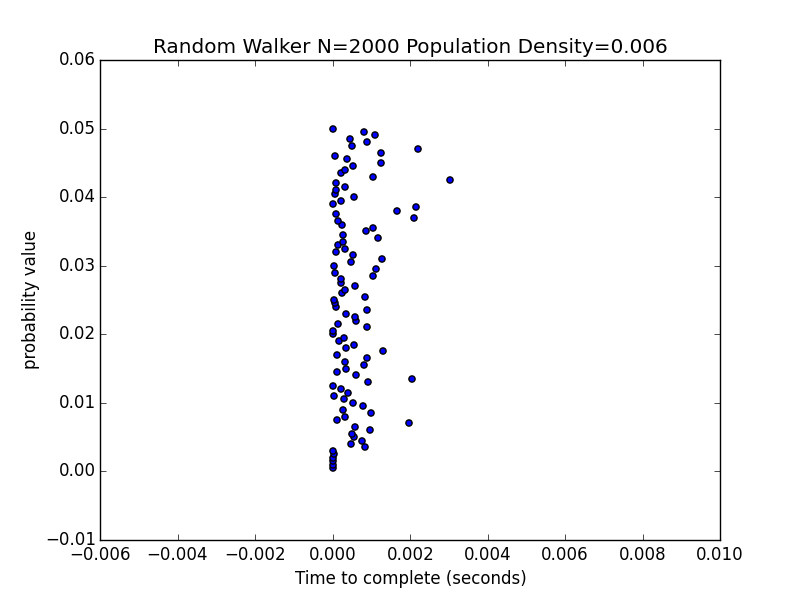 Random Walker N=2000 Population Density=0.006
0.06
0.05
0.04
0.03
0.02
0.01
0.00
−0.01
probability value
−0.006 −0.004 −0.002 0.000 0.002 0.004 0.006 0.008 0.010
Time to complete (seconds)